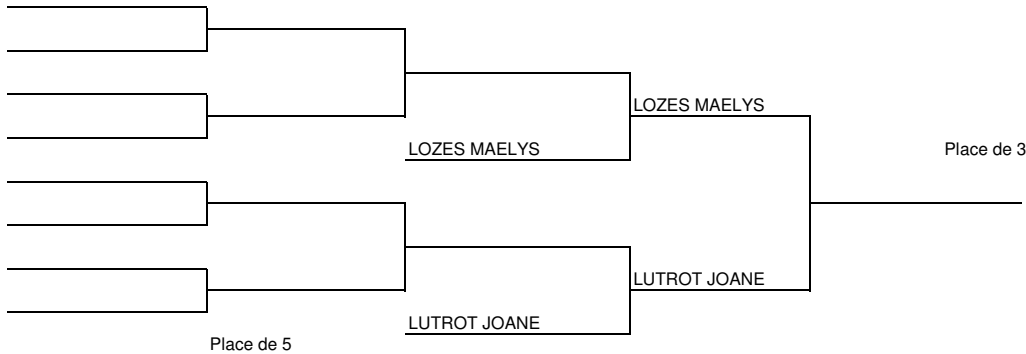 LOZES MAELYS
LOZES MAELYS
Place de 3
LUTROT JOANE
LUTROT JOANE
Place de 5